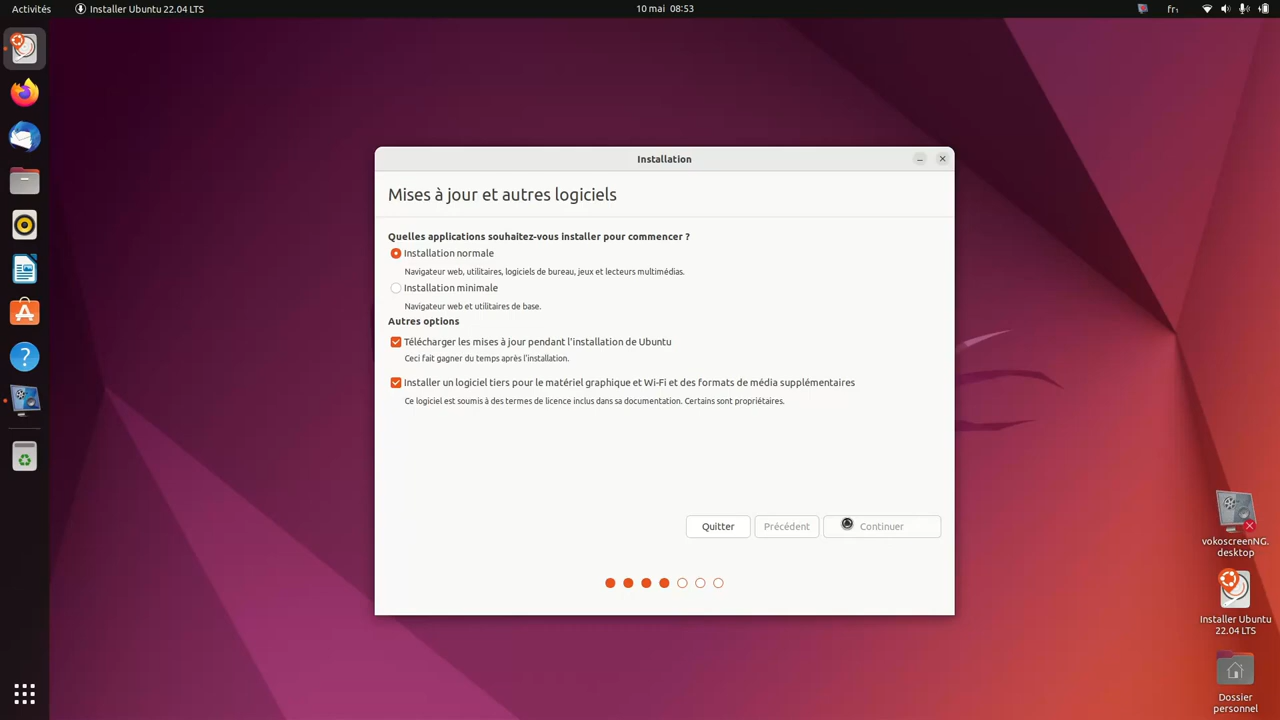 Activités
Installer Ubuntu 22.04 LTS
10 mai 08:53
fr₁
Installation
Mises à jour et autres logiciels
Quelles applications souhaitez-vous installer pour commencer ?
Installation normale
Navigateur web, utilitaires, logiciels de bureau, jeux et lecteurs multimédias.
Installation minimale
Navigateur web et utilitaires de base.
Autres options
Télécharger les mises à jour pendant l'installation de Ubuntu
Ceci fait gagner du temps après l'installation.
Installer un logiciel tiers pour le matériel graphique et Wi-Fi et des formats de média supplémentaires
Ce logiciel est soumis à des termes de licence inclus dans sa documentation. Certains sont propriétaires.
Quitter
Précédent
Continuer
vokoscreenNG.
desktop
Installer Ubuntu
22.04 LTS
Dossier
personnel